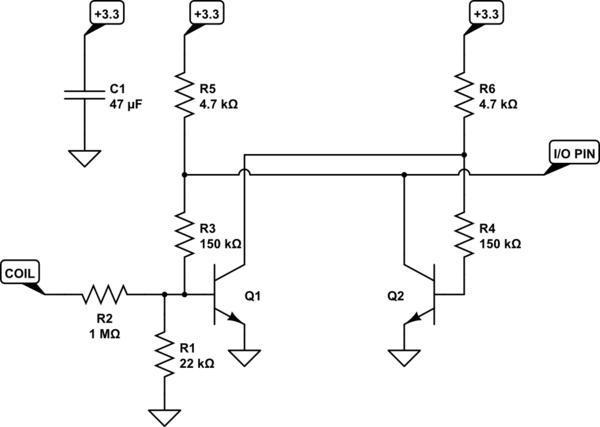 +3.3
+3.3
+3.3
C1
47 µF
R5
4.7 kΩ
R6
4.7 kΩ
I/O PIN
R3
150 kΩ
R4
150 kΩ
COIL
Q1
Q2
R2
1 MΩ
R1
22 kΩ